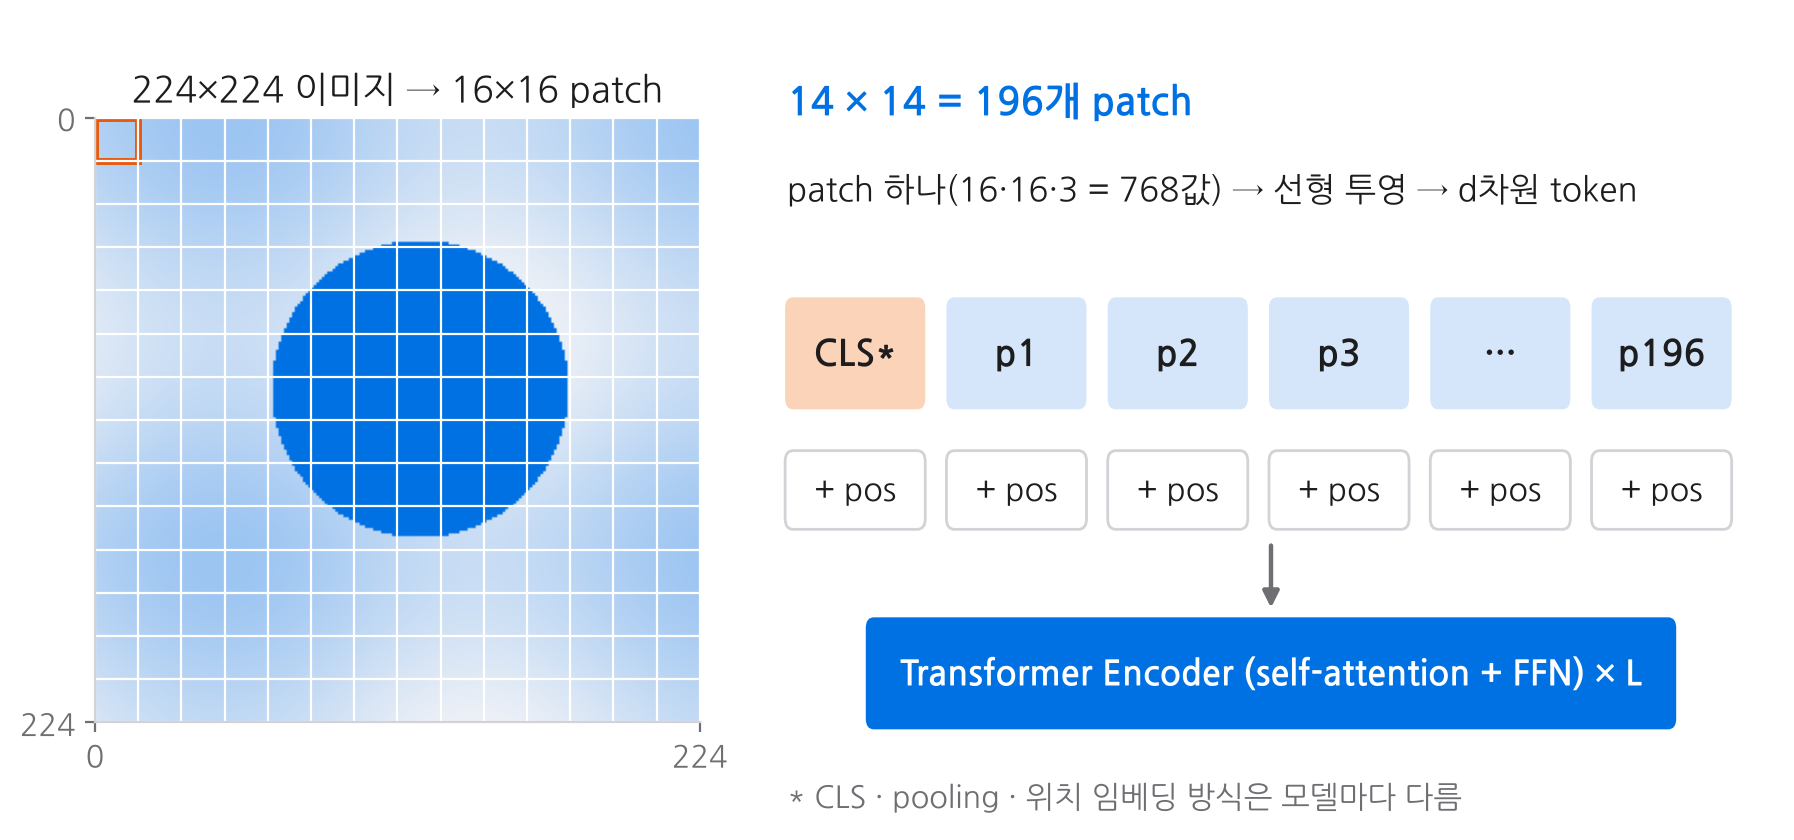 224×224 이미지 → 16×16 patch
0
224
0
224
14 × 14 = 196개 patch
patch 하나(16·16·3 = 768값) → 선형 투영 → d차원 token
CLS* p1 p2 p3 ··· p196
+ pos + pos + pos + pos + pos + pos
Transformer Encoder (self-attention + FFN) × L
* CLS · pooling · 위치 임베딩 방식은 모델마다 다름